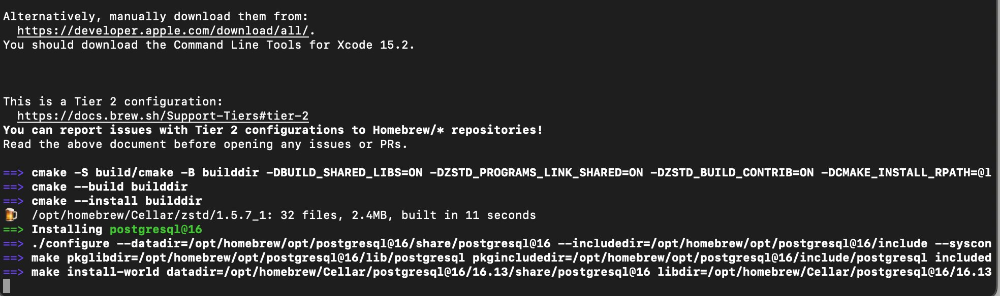 Alternatively, manually download them from:
https://developer.apple.com/download/all/.
You should download the Command Line Tools for Xcode 15.2.
This is a Tier 2 configuration:
https://docs.brew.sh/Support-Tiers#tier-2
You can report issues with Tier 2 configurations to Homebrew/* repositories!
Read the above document before opening any issues or PRs.
==> cmake -S build/cmake -B builddir -DBUILD_SHARED_LIBS=ON -DZSTD_PROGRAMS_LINK_SHARED=ON -DZSTD_BUILD_CONTRIB=ON -DCMAKE_INSTALL_RPATH=@l
==> cmake --build builddir
==> cmake --install builddir
🍺 /opt/homebrew/Cellar/zstd/1.5.7_1: 32 files, 2.4MB, built in 11 seconds
==> Installing postgresql@16
==> ./configure --datadir=/opt/homebrew/opt/postgresql@16/share/postgresql@16 --includedir=/opt/homebrew/opt/postgresql@16/include --syscon
==> make pkglibdir=/opt/homebrew/opt/postgresql@16/lib/postgresql pkgincludedir=/opt/homebrew/opt/postgresql@16/include/postgresql included
==> make install-world datadir=/opt/homebrew/Cellar/postgresql@16/16.13/share/postgresql@16 libdir=/opt/homebrew/Cellar/postgresql@16/16.13